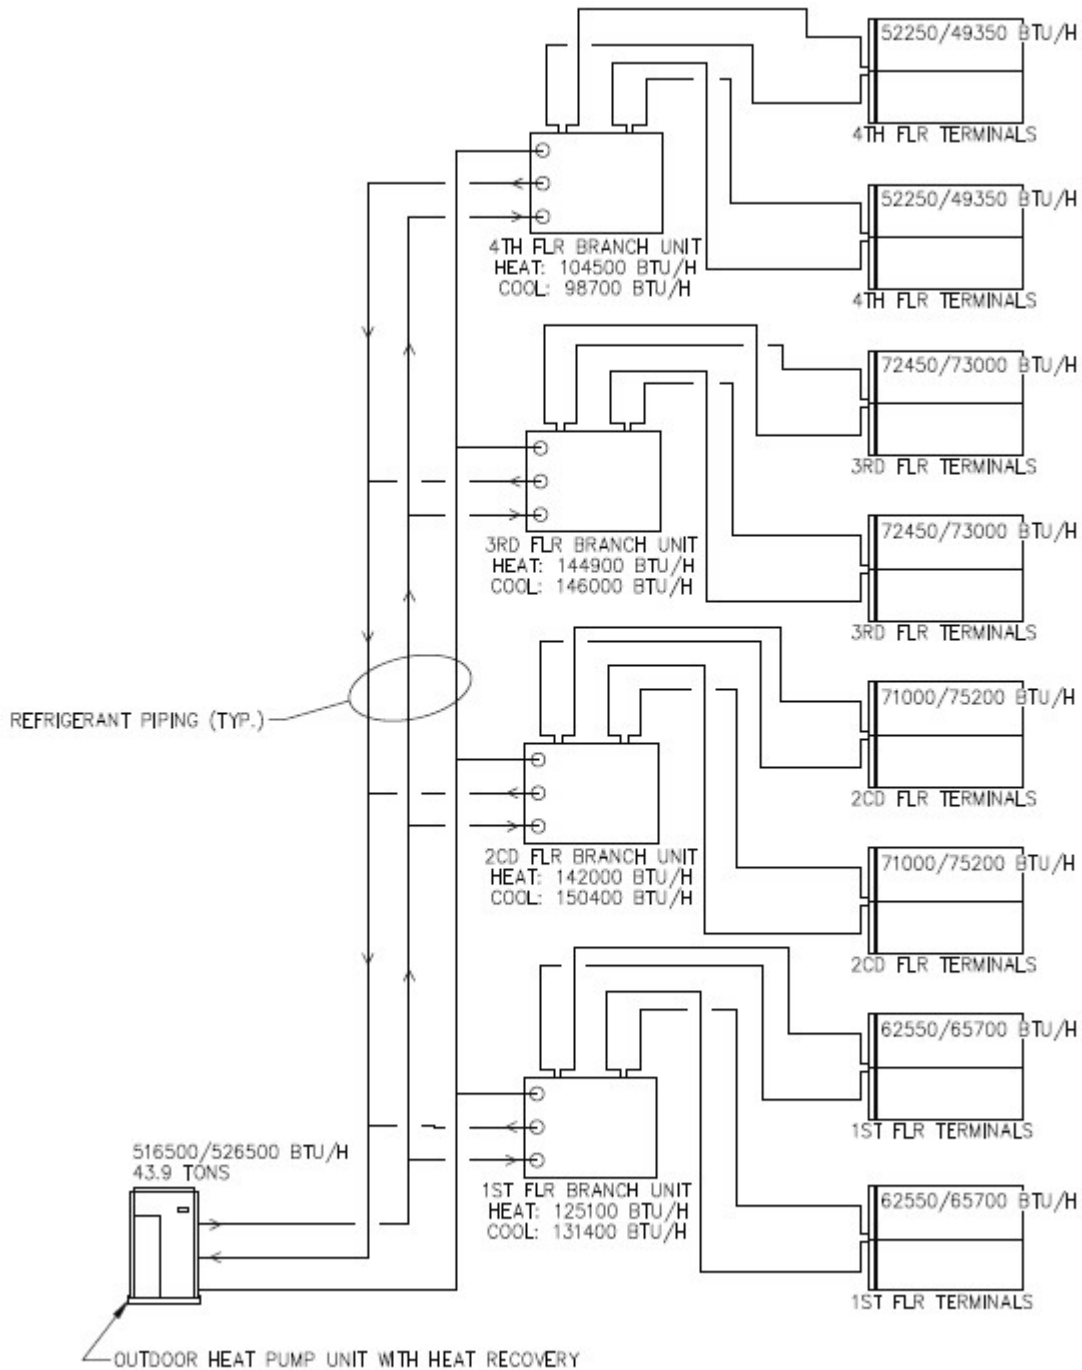 52250/49350 BTU/H
4TH FLR TERMINALS
52250/49350 BTU/H
4TH FLR TERMINALS
4TH FLR BRANCH UNIT
HEAT: 104500 BTU/H
COOL: 98700 BTU/H
72450/73000 BTU/H
3RD FLR TERMINALS
72450/73000 BTU/H
3RD FLR TERMINALS
3RD FLR BRANCH UNIT
HEAT: 144900 BTU/H
COOL: 146000 BTU/H
REFRIGERANT PIPING (TYP.)
71000/75200 BTU/H
2CD FLR TERMINALS
71000/75200 BTU/H
2CD FLR TERMINALS
2CD FLR BRANCH UNIT
HEAT: 142000 BTU/H
COOL: 150400 BTU/H
62550/65700 BTU/H
1ST FLR TERMINALS
62550/65700 BTU/H
1ST FLR TERMINALS
1ST FLR BRANCH UNIT
HEAT: 125100 BTU/H
COOL: 131400 BTU/H
516500/526500 BTU/H
43.9 TONS
OUTDOOR HEAT PUMP UNIT WITH HEAT RECOVERY